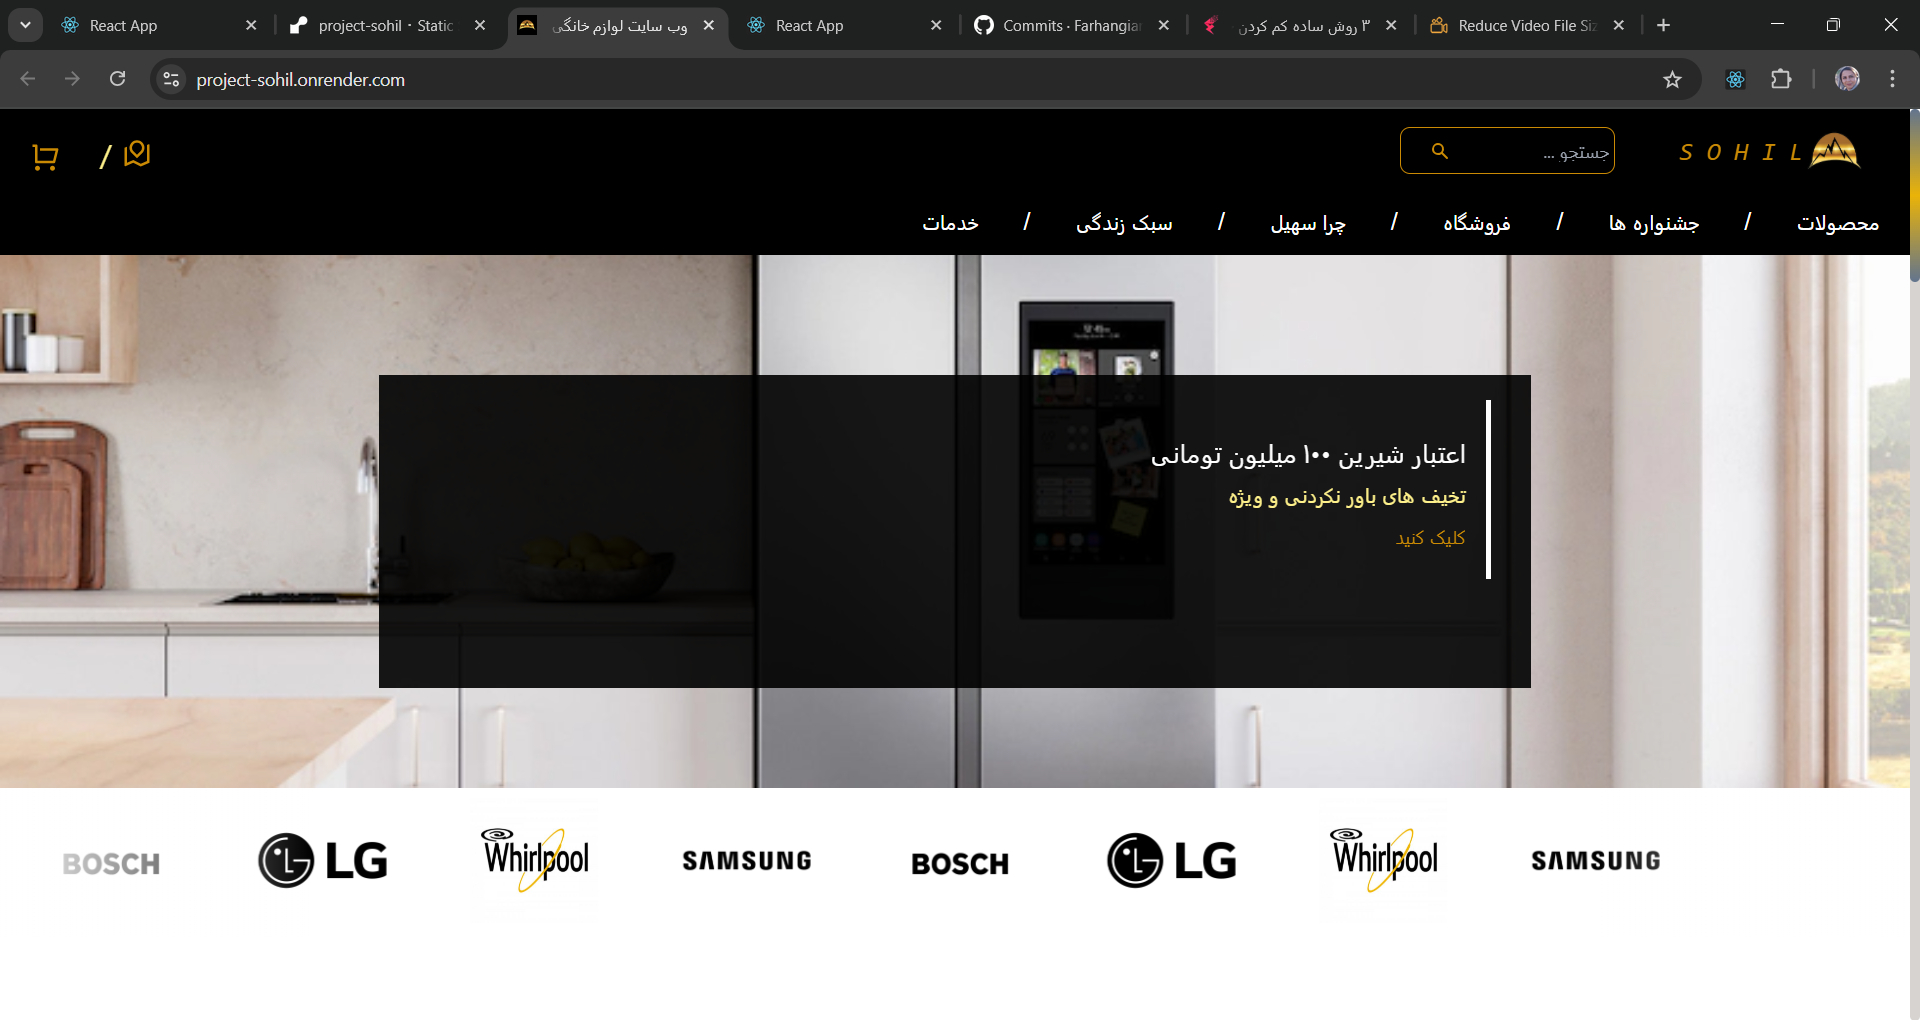 React App
project-sohil · Static
وب سایت لوازم خانگی
React App
Commits · Farhangian
۳ روش ساده کم کردن
Reduce Video File Siz
project-sohil.onrender.com
SOHIL
جستجو ...
/
محصولات / جشنواره ها / فروشگاه / چرا سهیل / سبک زندگی / خدمات
اعتبار شیرین ۱۰۰ میلیون تومانی
تخیف های باور نکردنی و ویژه
کلیک کنید
BOSCH LG Whirlpool SAMSUNG BOSCH LG Whirlpool SAMSUNG